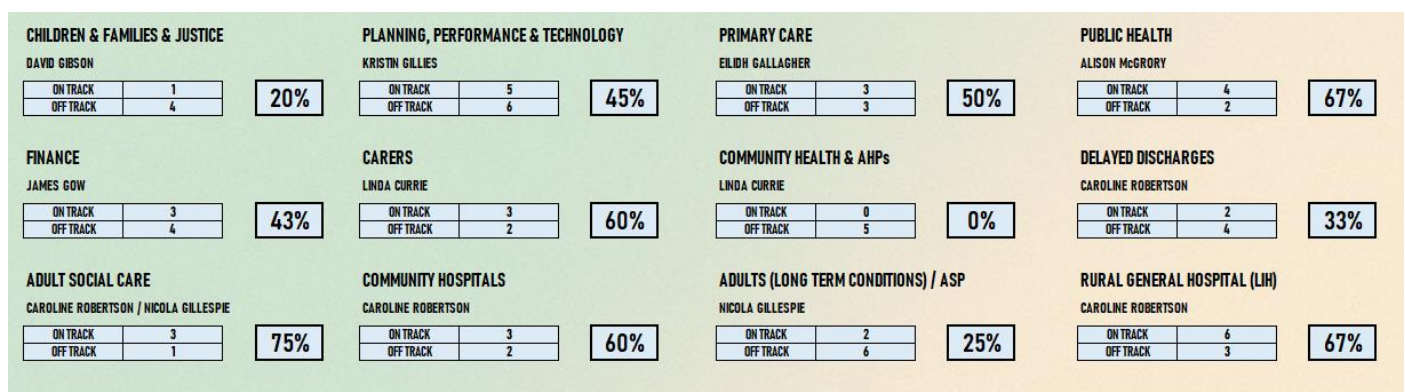 CHILDREN & FAMILIES & JUSTICE
DAVID GIBSON
ON TRACK 1
OFF TRACK 4
20%
PLANNING, PERFORMANCE & TECHNOLOGY
KRISTIN GILLIES
ON TRACK 5
OFF TRACK 6
45%
PRIMARY CARE
EILIDH GALLAGHER
ON TRACK 3
OFF TRACK 3
50%
PUBLIC HEALTH
ALISON McGRORY
ON TRACK 4
OFF TRACK 2
67%
FINANCE
JAMES GOW
ON TRACK 3
OFF TRACK 4
43%
CARERS
LINDA CURRIE
ON TRACK 3
OFF TRACK 2
60%
COMMUNITY HEALTH & AHPs
LINDA CURRIE
ON TRACK 0
OFF TRACK 5
0%
DELAYED DISCHARGES
CAROLINE ROBERTSON
ON TRACK 2
OFF TRACK 4
33%
ADULT SOCIAL CARE
CAROLINE ROBERTSON / NICOLA GILLESPIE
ON TRACK 3
OFF TRACK 1
75%
COMMUNITY HOSPITALS
CAROLINE ROBERTSON
ON TRACK 3
OFF TRACK 2
60%
ADULTS (LONG TERM CONDITIONS) / ASP
NICOLA GILLESPIE
ON TRACK 2
OFF TRACK 6
25%
RURAL GENERAL HOSPITAL (LIH)
CAROLINE ROBERTSON
ON TRACK 6
OFF TRACK 3
67%